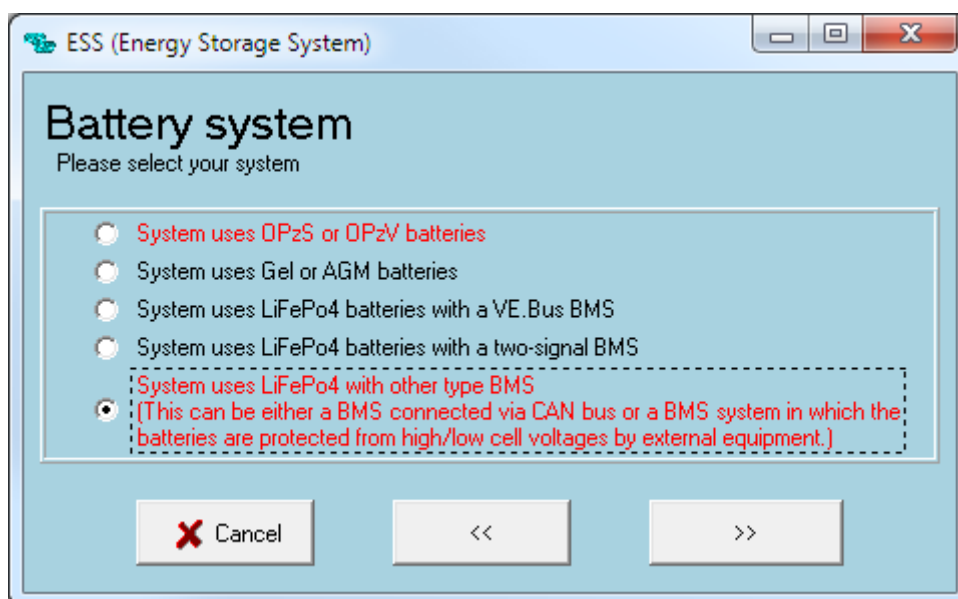 ESS (Energy Storage System)
Battery system
Please select your system
System uses OPzS or OPzV batteries
System uses Gel or AGM batteries
System uses LiFePo4 batteries with a VE.Bus BMS
System uses LiFePo4 batteries with a two-signal BMS
System uses LiFePo4 with other type BMS
(This can be either a BMS connected via CAN bus or a BMS system in which the
batteries are protected from high/low cell voltages by external equipment.)
Cancel << >>